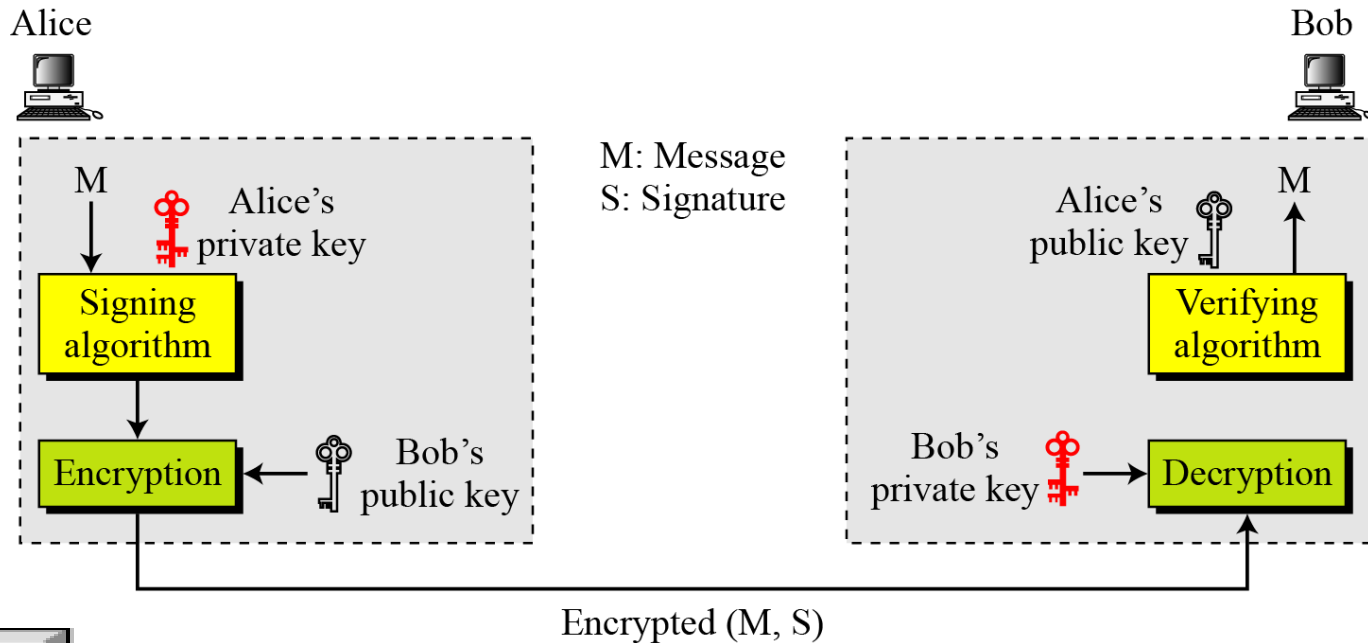 Alice
Bob
M: Message
S: Signature
M
Alice’s
private key
Signing
algorithm
Encryption
Bob’s
public key
Alice’s
public key
M
Verifying
algorithm
Bob’s
private key
Decryption
Encrypted (M, S)